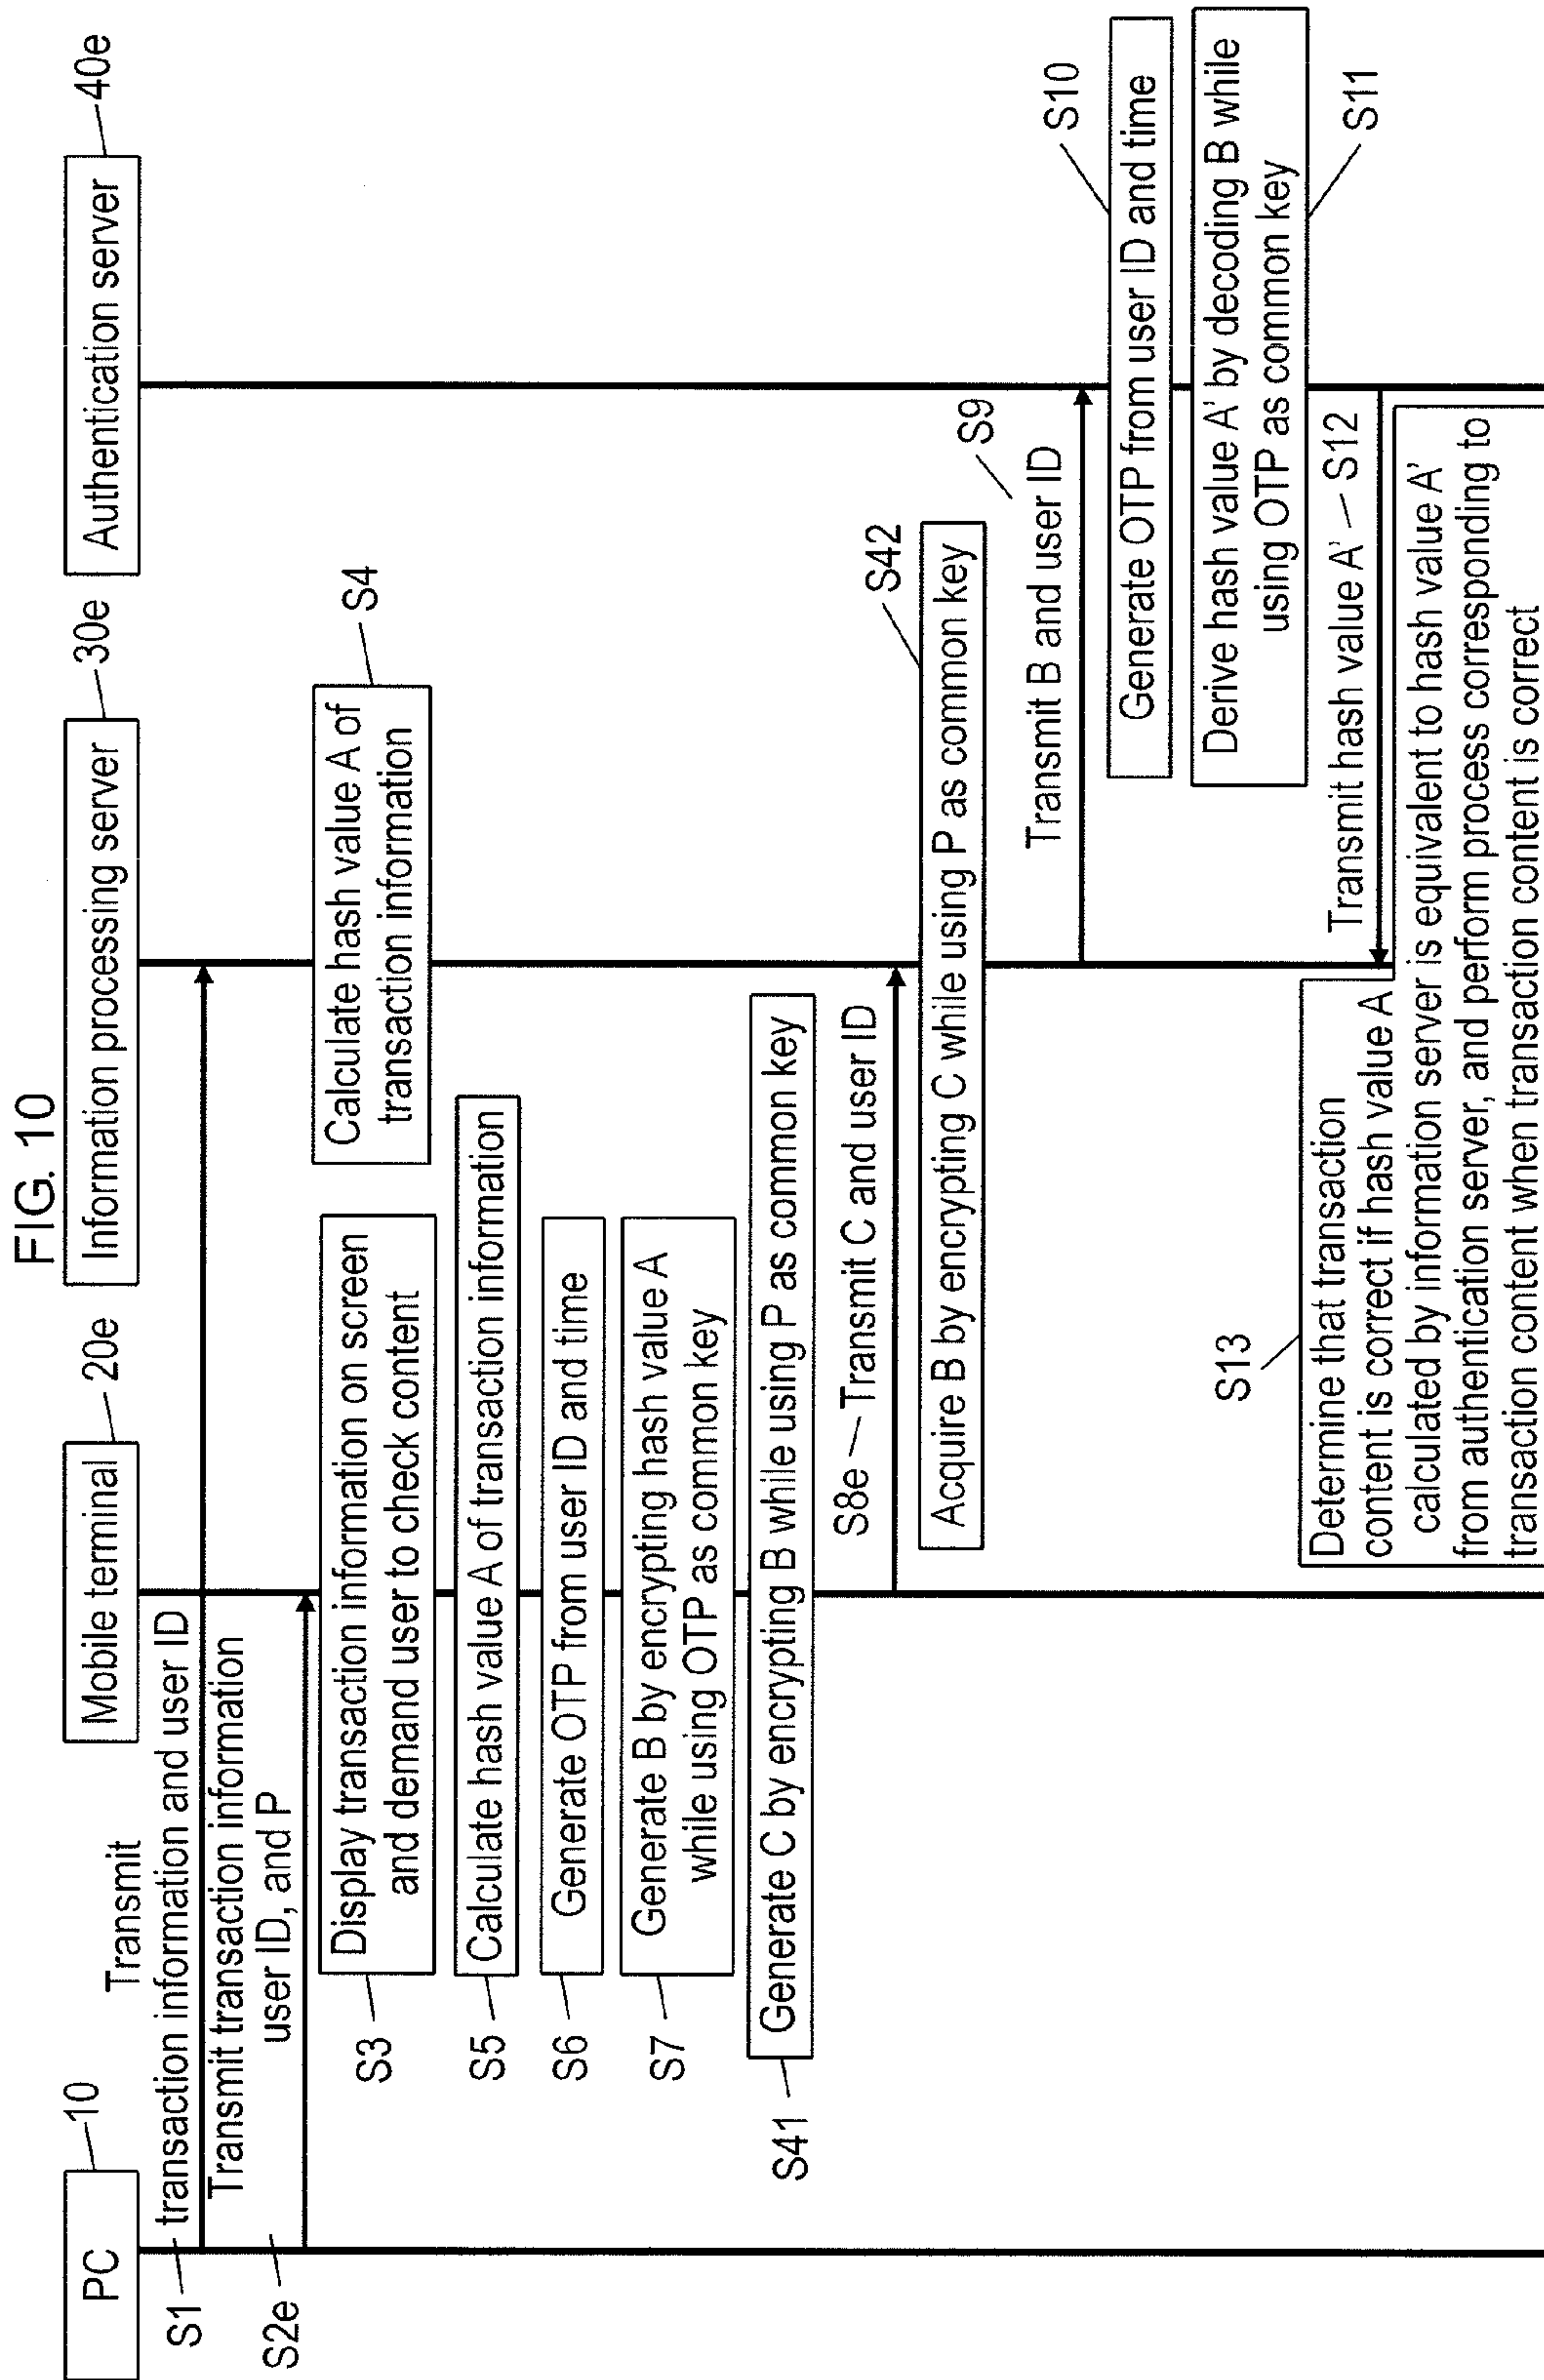 FIG. 10
PC
10
Mobile terminal
20e
Information processing server
30e
Authentication server
40e
S1
Transmit
transaction information and user ID
S2e
Transmit transaction information
user ID, and P
S3
Display transaction information on screen
and demand user to check content
S4
Calculate hash value A of
transaction information
S5
Calculate hash value A of transaction information
S6
Generate OTP from user ID and time
S7
Generate B by encrypting hash value A
while using OTP as common key
S41
Generate C by encrypting B while using P as common key
S8e
Transmit C and user ID
S42
Acquire B by encrypting C while using P as common key
S9
Transmit B and user ID
S10
Generate OTP from user ID and time
Derive hash value A' by decoding B while
using OTP as common key
S11
Transmit hash value A'
S12
S13
Determine that transaction
content is correct if hash value A
calculated by information server is equivalent to hash value A'
from authentication server, and perform process corresponding to
transaction content when transaction content is correct